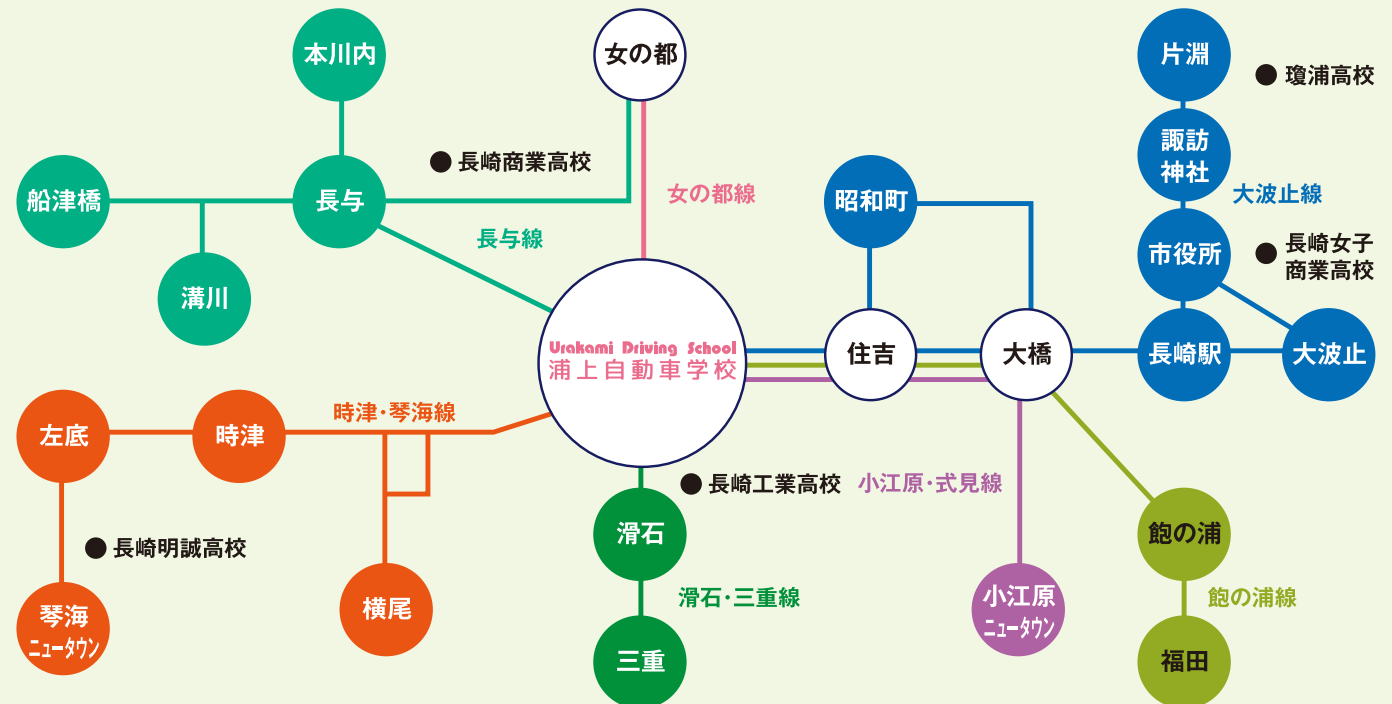 本川内
女の都
片淵
瓊浦高校
諏訪
神社
長崎商業高校
船津橋
長与
女の都線
昭和町
大波止線
長与線
市役所
長崎女子
商業高校
溝川
Urakami Driving School
浦上自動車学校
住吉
大橋
長崎駅
大波止
時津・琴海線
左底
時津
長崎工業高校
小江原・式見線
滑石
飽の浦
長崎明誠高校
琴海
ニュータウン
横尾
滑石・三重線
小江原
ニュータウン
飽の浦線
三重
福田